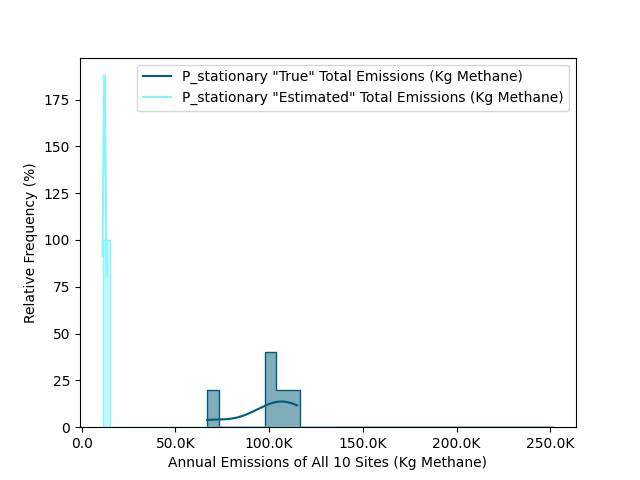 P_stationary "True" Total Emissions (Kg Methane)
P_stationary "Estimated" Total Emissions (Kg Methane)
175
150
125
100
75
50
25
0
Relative Frequency (%)
0.0
50.0K
100.0K
150.0K
200.0K
250.0K
Annual Emissions of All 10 Sites (Kg Methane)